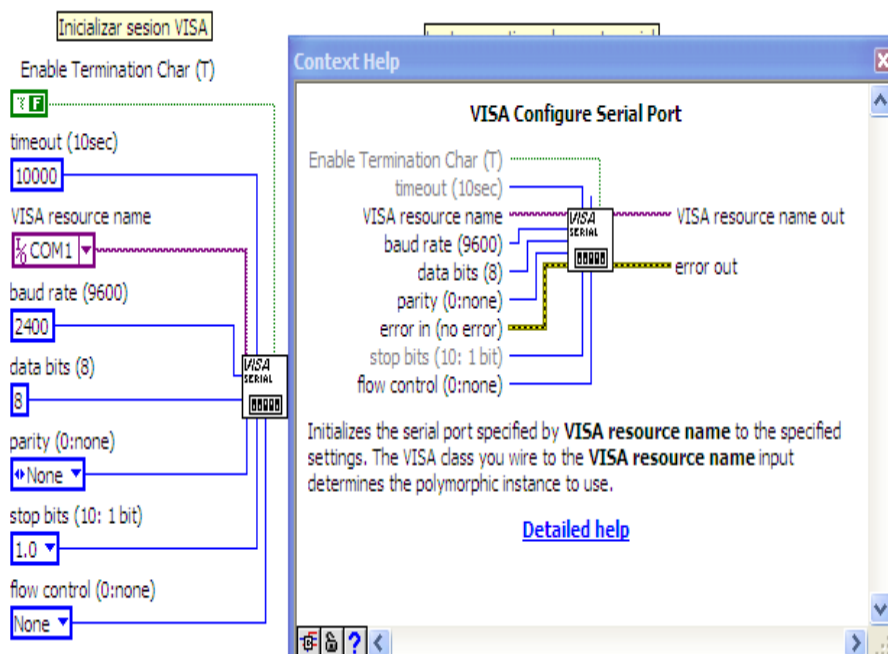 Inicializar sesion VISA
Enable Termination Char (T)
F
timeout (10sec)
10000
VISA resource name
I/O COM1
baud rate (9600)
2400
data bits (8)
8
parity (0:none)
None
stop bits (10: 1 bit)
1.0
flow control (0:none)
None
VISA
SERIAL
Context Help
VISA Configure Serial Port
Enable Termination Char (T)
timeout (10sec)
VISA resource name
baud rate (9600)
data bits (8)
parity (0:none)
error in (no error)
stop bits (10: 1 bit)
flow control (0:none)
VISA
SERIAL
VISA resource name out
error out
Initializes the serial port specified by VISA resource name to the specified
settings. The VISA class you wire to the VISA resource name input
determines the polymorphic instance to use.
Detailed help
?